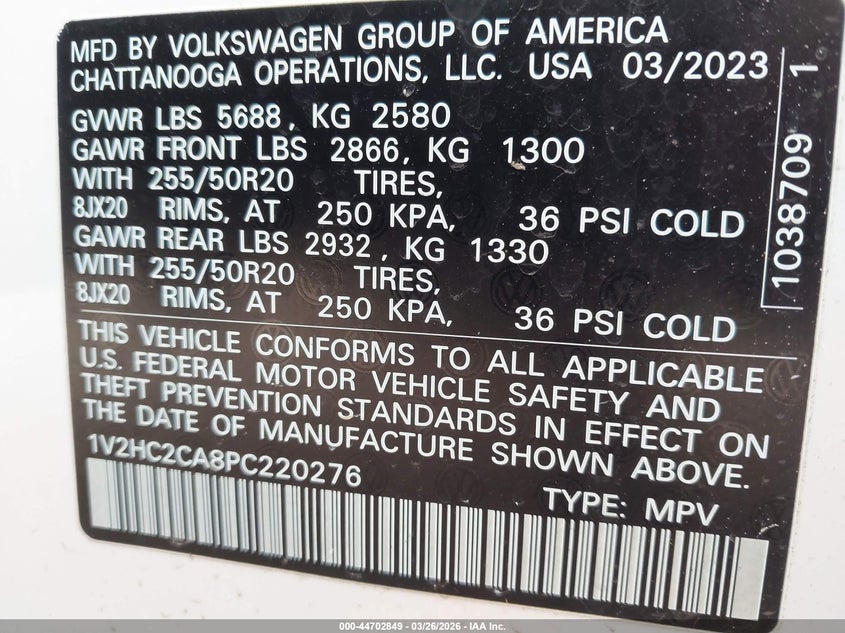 MFD BY VOLKSWAGEN GROUP OF AMERICA
CHATTANOOGA OPERATIONS, LLC. USA 03/2023
GVWR LBS 5688, KG 2580
GAWR FRONT LBS 2866, KG 1300
WITH 255/50R20 TIRES,
8JX20 RIMS, AT 250 KPA, 36 PSI COLD
GAWR REAR LBS 2932, KG 1330
WITH 255/50R20 TIRES,
8JX20 RIMS, AT 250 KPA, 36 PSI COLD
1038709 1
THIS VEHICLE CONFORMS TO ALL APPLICABLE
U.S. FEDERAL MOTOR VEHICLE SAFETY AND
THEFT PREVENTION STANDARDS IN EFFECT ON
THE DATE OF MANUFACTURE SHOWN ABOVE.
1V2HC2CA8PC220276
TYPE: MPV
000-44702849 - 03/26/2026 - IAA Inc.